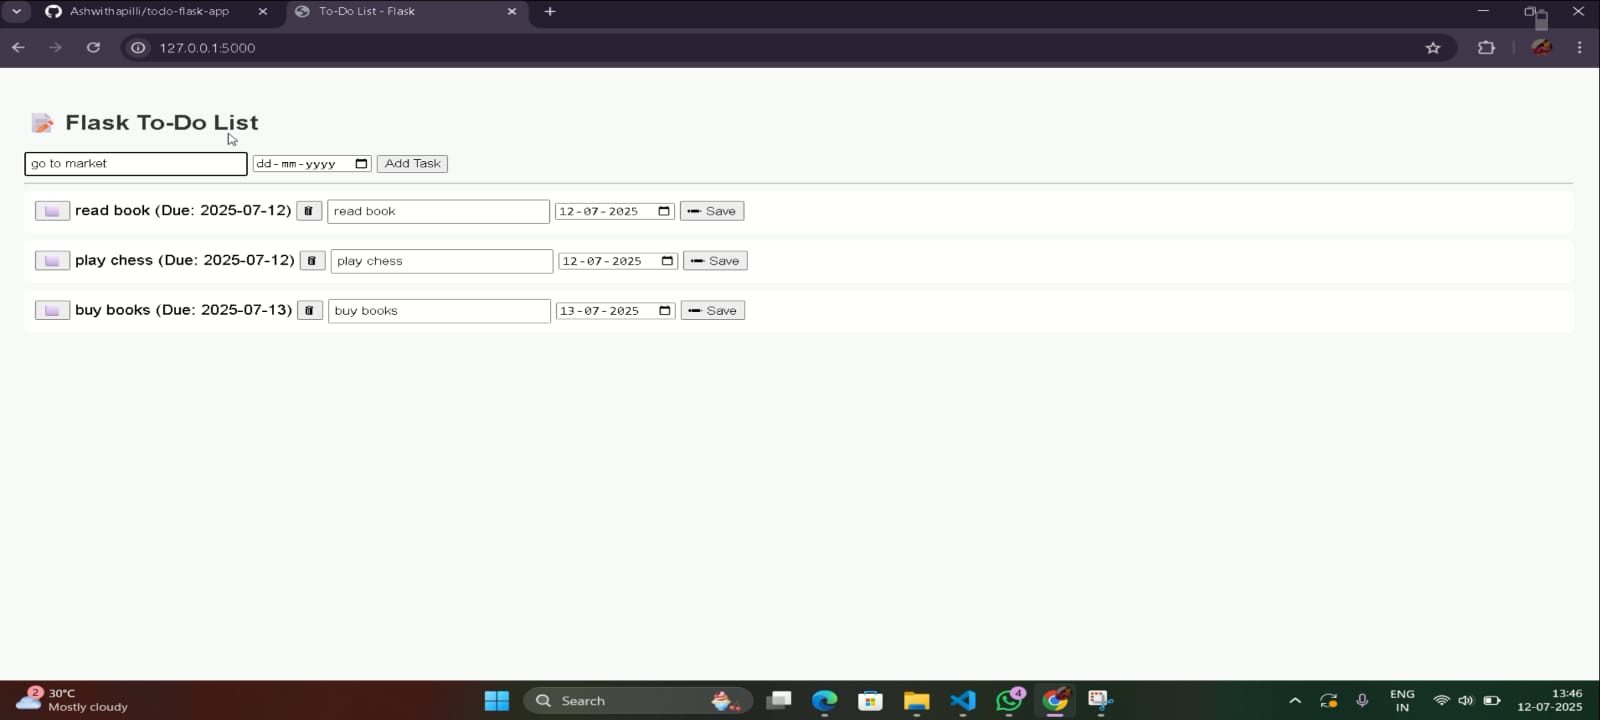 Ashwithapilli/todo-flask-app
To-Do List - Flask
127.0.0.1:5000
Flask To-Do List
go to market dd-mm-yyyy Add Task
read book (Due: 2025-07-12) read book 12-07-2025 Save
play chess (Due: 2025-07-12) play chess 12-07-2025 Save
buy books (Due: 2025-07-13) buy books 13-07-2025 Save
2
30°C
Mostly cloudy
Search
4
ENG
IN
13:46
12-07-2025